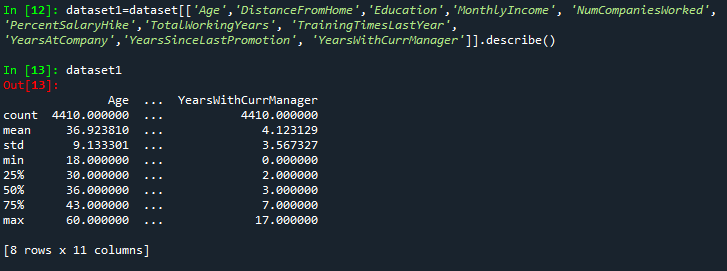 In [12]: dataset1=dataset[['Age','DistanceFromHome','Education','MonthlyIncome', 'NumCompaniesWorked',
'PercentSalaryHike','TotalWorkingYears', 'TrainingTimesLastYear',
'YearsAtCompany','YearsSinceLastPromotion', 'YearsWithCurrManager']].describe()
In [13]: dataset1
Out[13]:
Age ... YearsWithCurrManager
count 4410.000000 ... 4410.000000
mean 36.923810 ... 4.123129
std 9.133301 ... 3.567327
min 18.000000 ... 0.000000
25% 30.000000 ... 2.000000
50% 36.000000 ... 3.000000
75% 43.000000 ... 7.000000
max 60.000000 ... 17.000000
[8 rows x 11 columns]